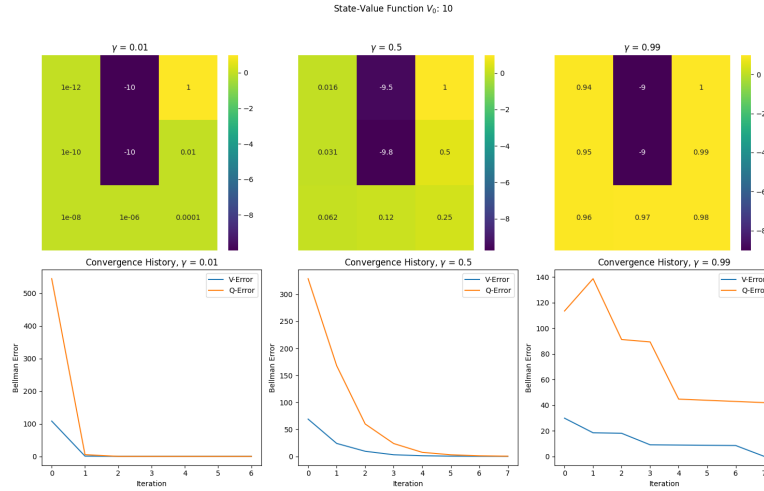 State-Value Function V₀: 10
γ = 0.01
1e-12 -10 1
1e-10 -10 0.01
1e-08 1e-06 0.0001
0
−2
−4
−6
−8
γ = 0.5
0.016 -9.5 1
0.031 -9.8 0.5
0.062 0.12 0.25
0
−2
−4
−6
−8
γ = 0.99
0.94 -9 1
0.95 -9 0.99
0.96 0.97 0.98
0
−2
−4
−6
−8
Convergence History, γ = 0.01
V-Error
Q-Error
Bellman Error
500
400
300
200
100
0
0 1 2 3 4 5 6
Iteration
Convergence History, γ = 0.5
V-Error
Q-Error
Bellman Error
300
250
200
150
100
50
0
0 1 2 3 4 5 6 7
Iteration
Convergence History, γ = 0.99
V-Error
Q-Error
Bellman Error
140
120
100
80
60
40
20
0
0 1 2 3 4 5 6 7
Iteration